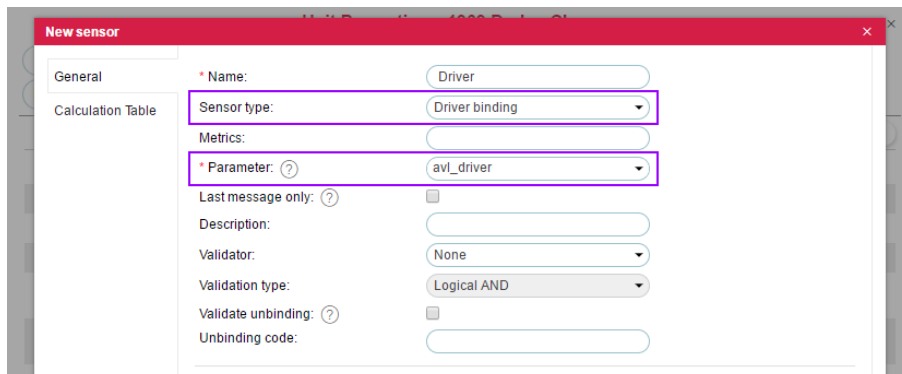 New sensor ×
General
Calculation Table
* Name: Driver
Sensor type: Driver binding
Metrics:
* Parameter: ? avl_driver
Last message only: ?
Description:
Validator: None
Validation type: Logical AND
Validate unbinding: ?
Unbinding code: